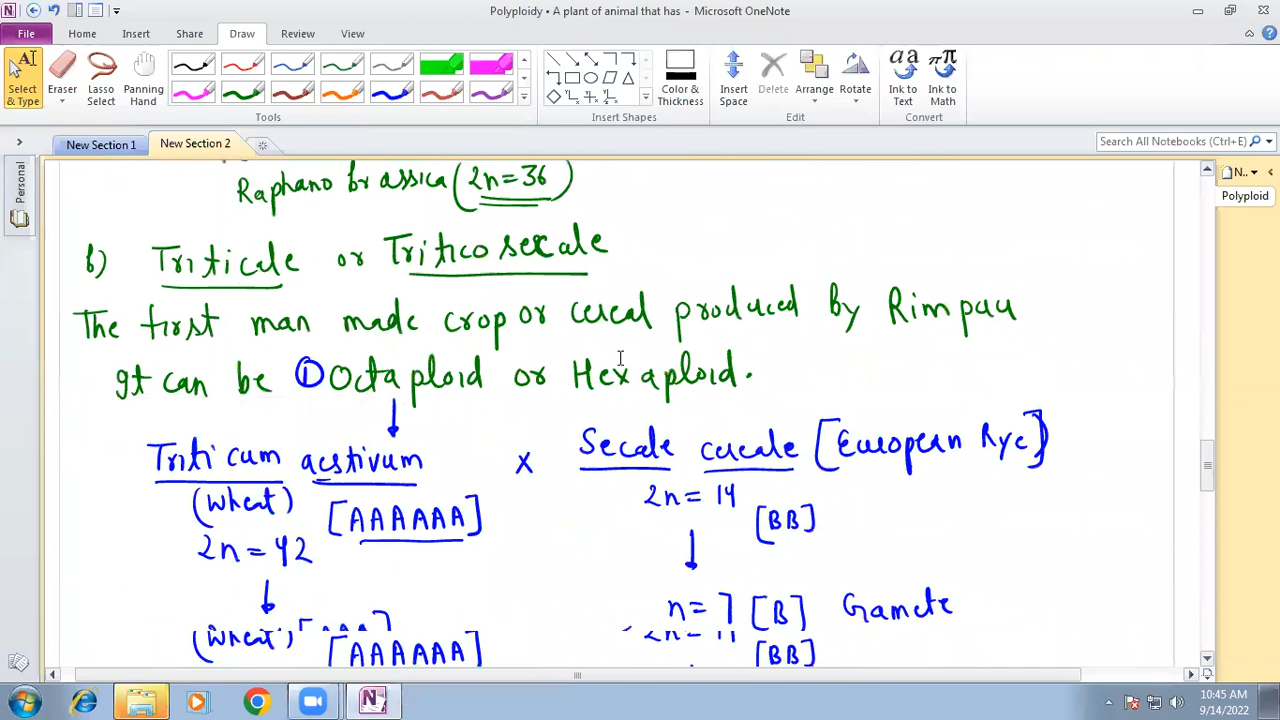 Polyploidy - A plant of animal that has - Microsoft OneNote
File Home Insert Share Draw Review View
Select & Type
Eraser
Lasso Select
Panning Hand
Color & Thickness
Insert Space
Delete
Arrange
Rotate
Ink to Text
Ink to Math
Tools
Insert Shapes
Edit
Convert
New Section 1
New Section 2
Search All Notebooks (Ctrl+E)
N..
Personal
Polyploid
Raphano brassica (2n=36)
b) Triticale or Tritico secale
The first man made crop or cereal produced by Rimpau
It can be ① Octaploid or Hexaploid.
Triticum aestivum x Secale cereale [European Rye]
(Wheat) [AAAAAA]
2n = 14
[BB]
2n = 42
n = 7 [B] Gamete
(Wheat) [AAAAAA]
[BB]
10:45 AM
9/14/2022